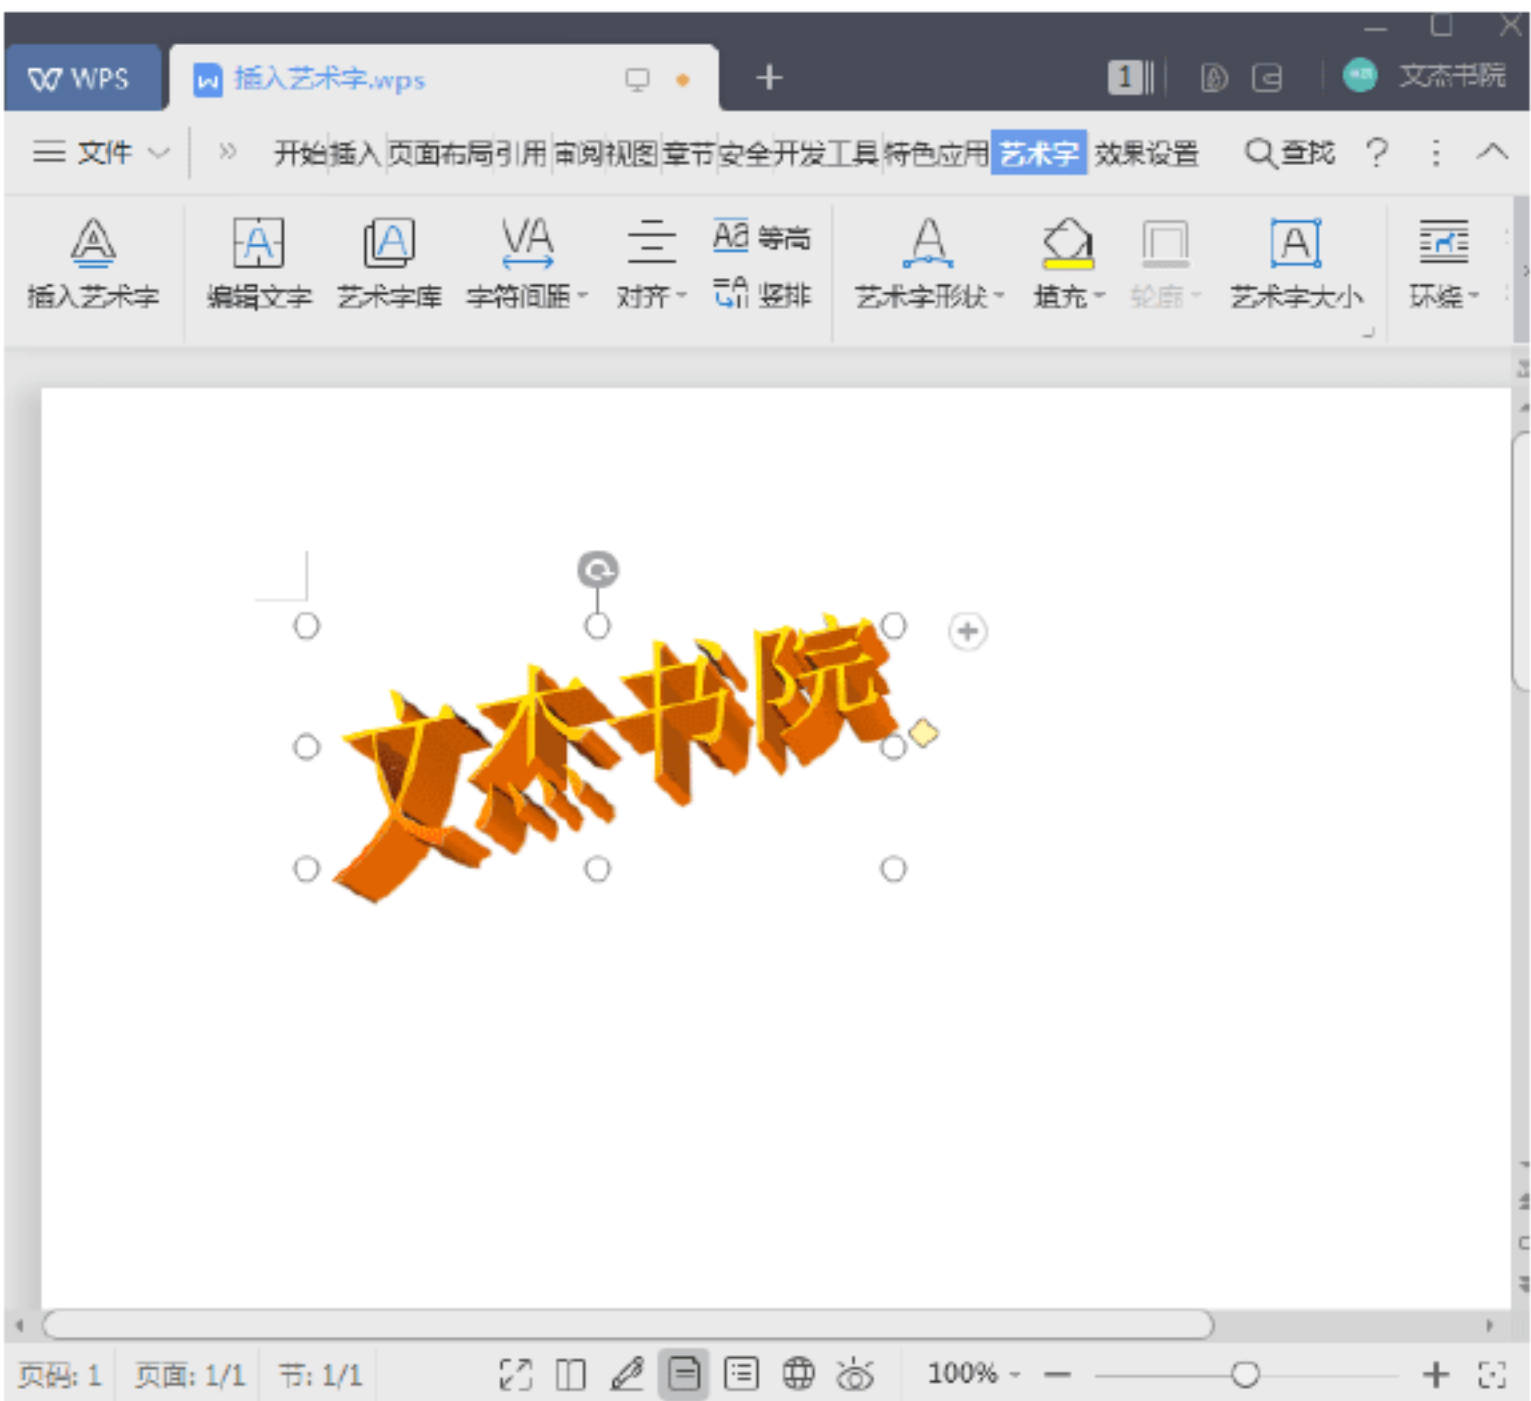 WPS 插入艺术字.wps 1 文杰书院
文件 开始 插入 页面布局 引用 审阅 视图 章节 安全 开发工具 特色应用 艺术字 效果设置 查找 ?
VA Aa 等高
插入艺术字 编辑文字 艺术字库 字符间距 对齐 竖排 艺术字形状 填充 轮廓 艺术字大小 环绕
文杰书院
页码: 1 页面: 1/1 节: 1/1 100%